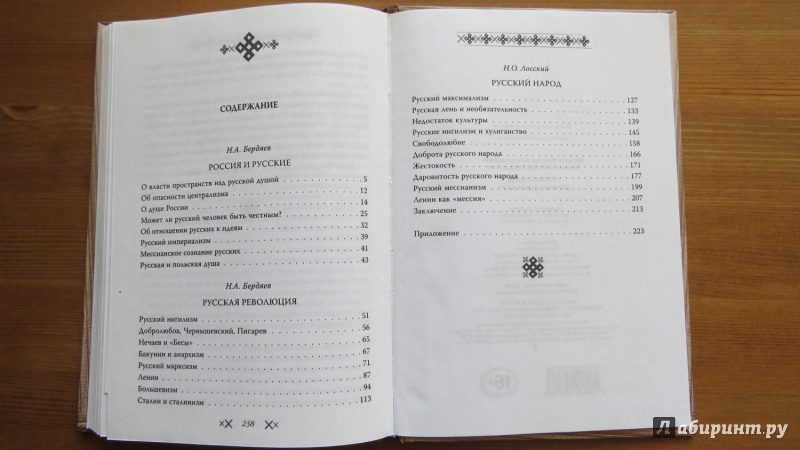 СОДЕРЖАНИЕ
Н.А. Бердяев
РОССИЯ И РУССКИЕ
О власти пространств над русской душой 5
Об опасности централизма 12
О душе России 14
Может ли русский человек быть честным? 25
Об отношении русских к идеям 32
Русский империализм 39
Мессианское сознание русских 41
Русская и польская душа 43
Н.А. Бердяев
РУССКАЯ РЕВОЛЮЦИЯ
Русский нигилизм 51
Добролюбов, Чернышевский, Писарев 56
Нечаев и «Бесы» 65
Бакунин и анархизм 67
Русский марксизм 71
Ленин 87
Большевизм 94
Сталин и сталинизм 113
238
Н.О. Лосский
РУССКИЙ НАРОД
Русский максимализм 127
Русская лень и необязательность 133
Недостаток культуры 139
Русские нигилизм и хулиганство 145
Свободолюбие 158
Доброта русского народа 166
Жестокость 171
Даровитость русского народа 177
Русский мессианизм 199
Ленин как «мессия» 207
Заключение 213
Приложение 223
Лабиринт.ру